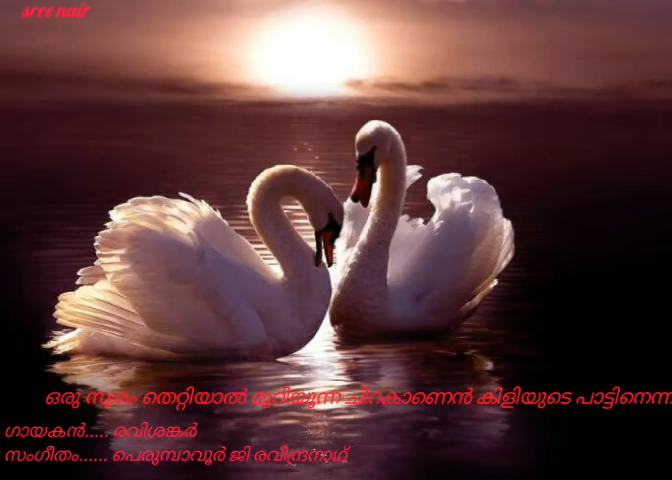 sree nair
ഒരു സ്വരം തെറ്റിയാൽ മുറിയുന്ന ചിറകാണെൻ കിളിയുടെ പാട്ടിനെന്ന
ഗായകൻ..... രവിശങ്കർ
സംഗീതം...... പെരുമ്പാവൂർ ജി രവീന്ദ്രനാഥ്